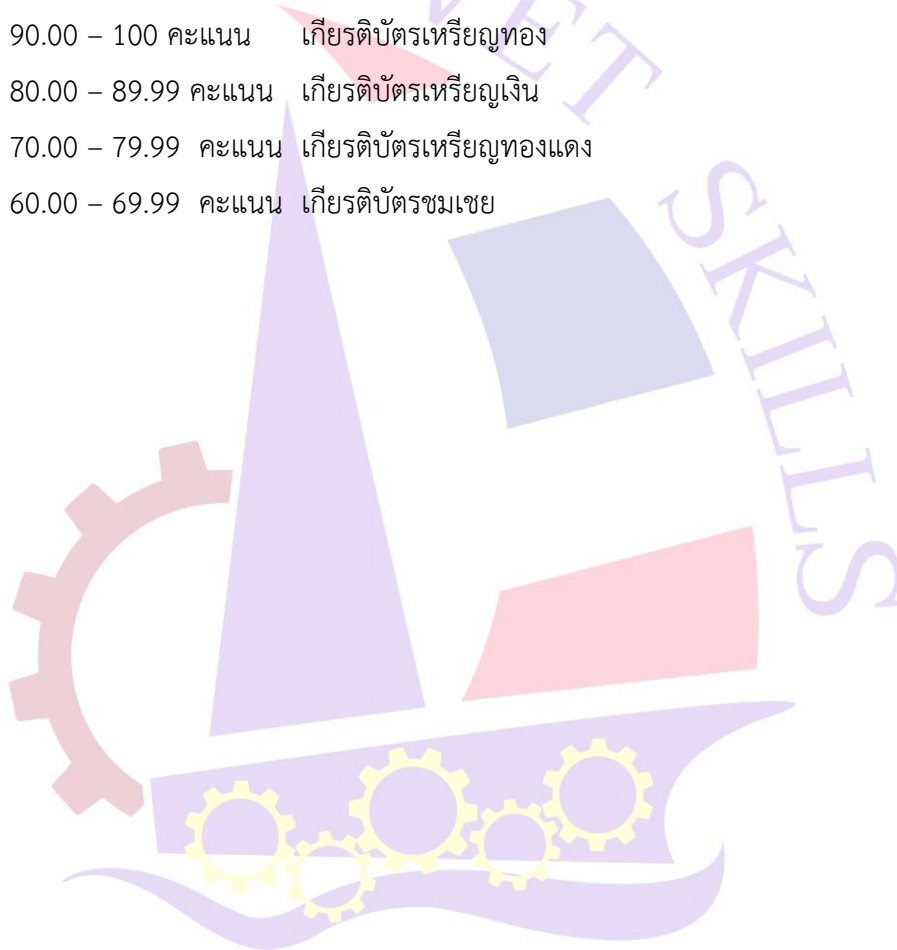 VET SKILLS
90.00 – 100 คะแนน เกียรติบัตรเหรียญทอง
80.00 – 89.99 คะแนน เกียรติบัตรเหรียญเงิน
70.00 – 79.99 คะแนน เกียรติบัตรเหรียญทองแดง
60.00 – 69.99 คะแนน เกียรติบัตรชมเชย